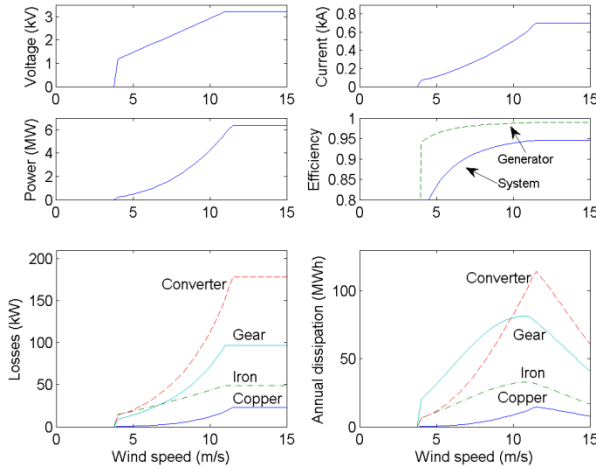 Voltage (kV)
3
2
1
0
0
5
10
15
Wind speed (m/s)
Current (kA)
0.8
0.6
0.4
0.2
0
0
5
10
15
Wind speed (m/s)
Power (MW)
6
4
2
0
0
5
10
15
Efficiency
1
0.95
0.9
0.85
0.8
0
5
10
15
Generator
System
Losses (kW)
200
150
100
50
0
0
5
10
15
Converter
Gear
Iron
Copper
Wind speed (m/s)
Annual dissipation (MWh)
100
50
0
0
5
10
15
Converter
Gear
Iron
Copper
Wind speed (m/s)